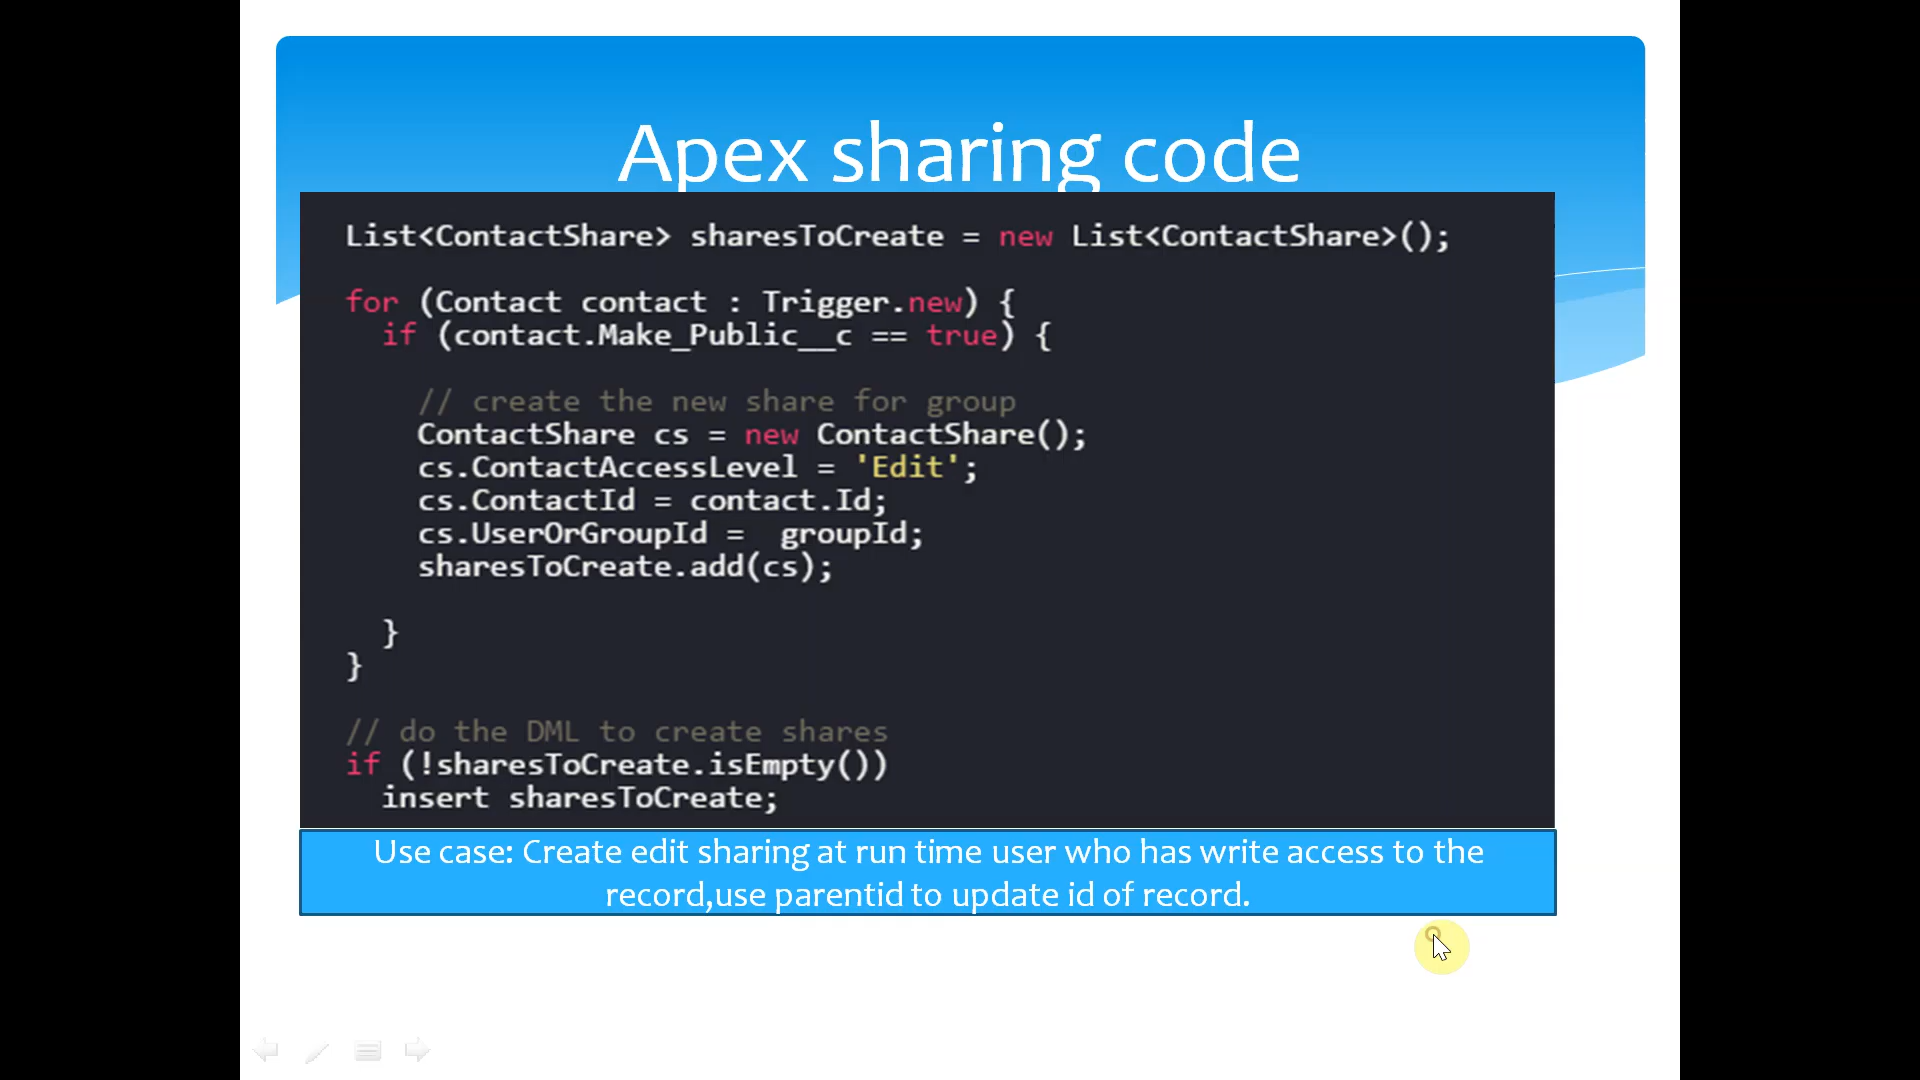 Apex sharing code
List<ContactShare> sharesToCreate = new List<ContactShare>();
for (Contact contact : Trigger.new) {
if (contact.Make_Public__c == true) {
// create the new share for group
ContactShare cs = new ContactShare();
cs.ContactAccessLevel = 'Edit';
cs.ContactId = contact.Id;
cs.UserOrGroupId =  groupId;
sharesToCreate.add(cs);
}
}
// do the DML to create shares
if (!sharesToCreate.isEmpty())
insert sharesToCreate;
Use case: Create edit sharing at run time user who has write access to the
record,use parentid to update id of record.